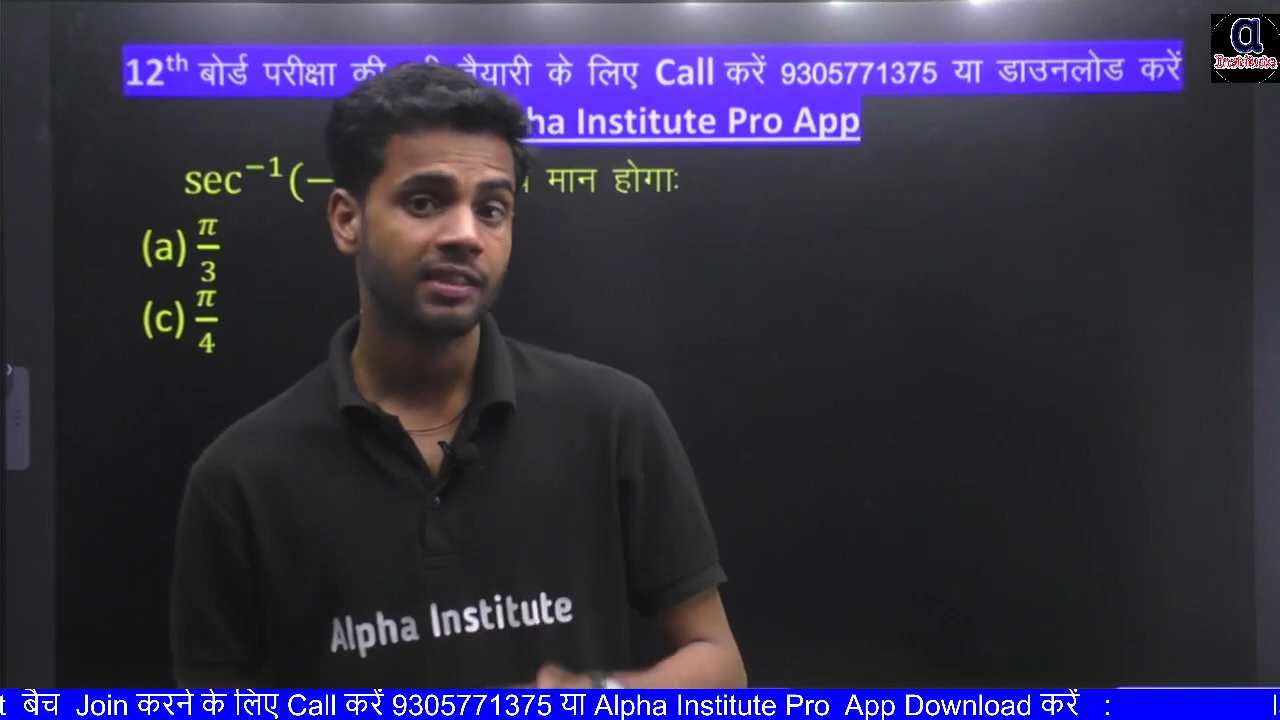 12ᵗʰ बोर्ड परीक्षा की तैयारी के लिए Call करें 9305771375 या डाउनलोड करें
ha Institute Pro App
α
Institute
sec⁻¹(− मान होगाः
(a) π/3
(c) π/4
Alpha Institute
t बैच Join करने के लिए Call करें 9305771375 या Alpha Institute Pro App Download करें :